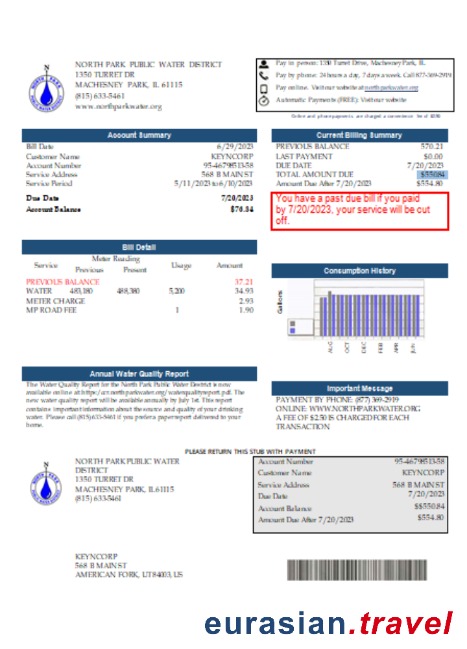 NORTH PARK PUBLIC WATER DISTRICT
1350 TURRET DR
MACHESNEY PARK, IL 61115
(815) 633-5461
www.northparkwater.org
Pay in person: 1350 Turret Drive, Machesney Park, IL
Pay by phone: 24 hours a day, 7 days a week. Call 877-369-2919
Pay online. Visit our website at northparkwater.org
Automatic Payments (FREE): Visit our website
Online and phone payments are charged a convenience fee of $2.50
Account Summary
Bill Date 6/29/2023
Customer Name KEYNCORP
Account Number 95-46798513-58
Service Address 568 B MAIN ST
Service Period 5/11/2023 to 6/10/2023
Due Date 7/20/2023
Account Balance $76.54
Current Billing Summary
PREVIOUS BALANCE 570.21
LAST PAYMENT $0.00
DUE DATE 7/20/2023
TOTAL AMOUNT DUE $550.84
Amount Due After 7/20/2023 $554.80
You have a past due bill if you paid
by 7/20/2023, your service will be cut
off.
Bill Detail
Meter Reading
Service Previous Present Usage Amount
PREVIOUS BALANCE 37.21
WATER 483,180 488,380 5,200 34.93
METER CHARGE 2.93
MP ROAD FEE 1 1.90
Consumption History
Gallons
AUG OCT DEC FEB APR Jun
Annual Water Quality Report
The Water Quality Report for the North Park Public Water District is now
available online at https://src.northparkwater.org/waterqualityreport.pdf. The
new water quality report will be available annually by July 1st. This report
contains important information about the source and quality of your drinking
water. Please call (815) 633-5461 if you prefer a paper report delivered to your
home.
Important Message
PAYMENT BY PHONE: (877) 369-2919
ONLINE: WWW.NORTHPARKWATER.ORG
A FEE OF $2.50 IS CHARGED FOR EACH
TRANSACTION
PLEASE RETURN THIS STUB WITH PAYMENT
NORTH PARK PUBLIC WATER
DISTRICT
1350 TURRET DR
MACHESNEY PARK, IL 61115
(815) 633-5461
Account Number 95-46798513-58
Customer Name KEYNCORP
Service Address 568 B MAIN ST
Due Date 7/20/2023
Account Balance $$550.84
Amount Due After 7/20/2023 $554.80
KEYNCORP
568 B MAIN ST
AMERICAN FORK, UT 84003, US
eurasian.travel